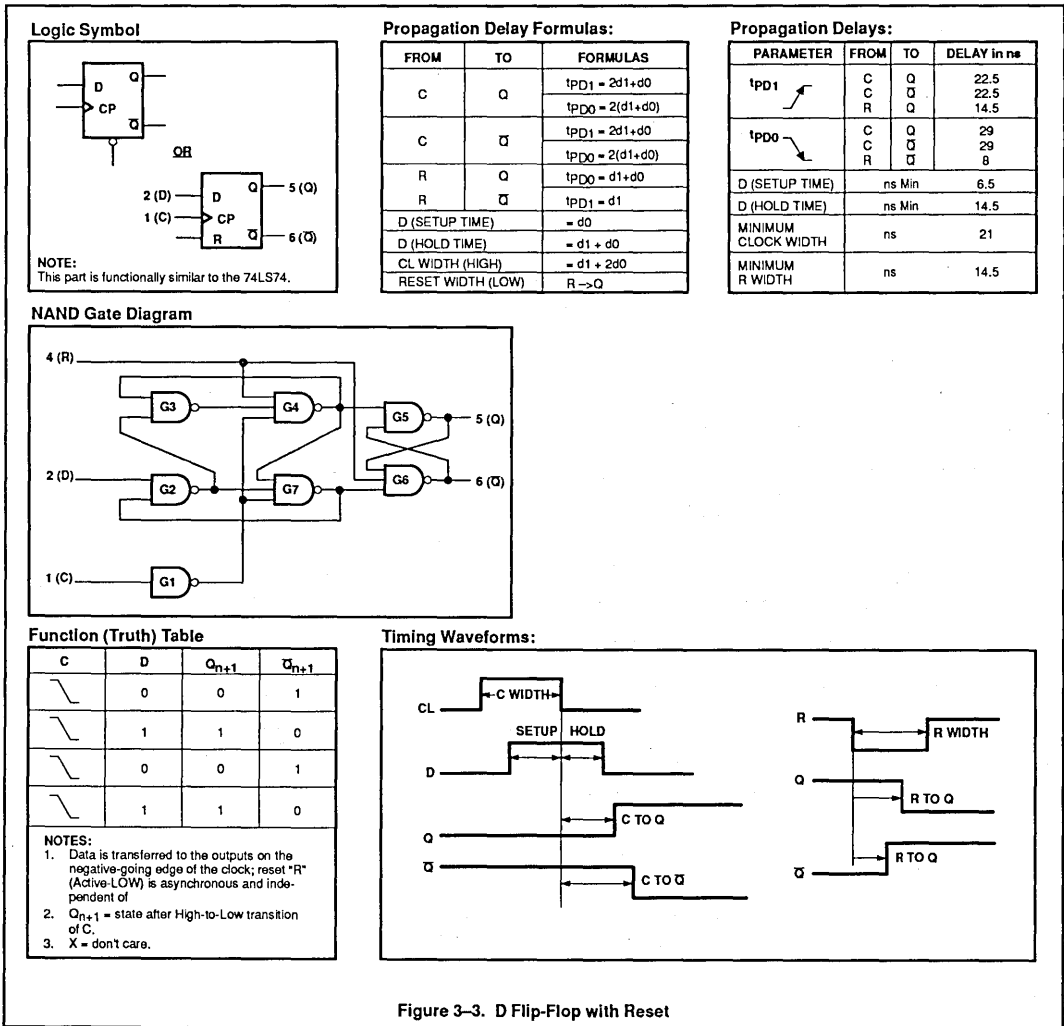 Logic Symbol
D
Q
CP
Q̅
OR
2 (D)
D
Q
5 (Q)
1 (C)
CP
R
Q̅
6 (Q̅)
NOTE:
This part is functionally similar to the 74LS74.
Propagation Delay Formulas:
FROM TO FORMULAS
C Q tPD1 = 2d1+d0
tPD0 = 2(d1+d0)
C Q̅ tPD1 = 2d1+d0
tPD0 = 2(d1+d0)
R Q tPD0 = d1+d0
R Q̅ tPD1 = d1
D (SETUP TIME) = d0
D (HOLD TIME) = d1 + d0
CL WIDTH (HIGH) = d1 + 2d0
RESET WIDTH (LOW) R –>Q
Propagation Delays:
PARAMETER FROM TO DELAY in ns
tPD1
C Q 22.5
C Q̅ 22.5
R Q 14.5
tPD0
C Q 29
C Q̅ 29
R Q̅ 8
D (SETUP TIME) ns Min 6.5
D (HOLD TIME) ns Min 14.5
MINIMUM
CLOCK WIDTH ns 21
MINIMUM
R WIDTH ns 14.5
NAND Gate Diagram
4 (R)
G3
G4
G5
5 (Q)
2 (D)
G2
G7
G6
6 (Q̅)
1 (C)
G1
Function (Truth) Table
C D Qn+1 Q̅n+1
0 0 1
1 1 0
0 0 1
1 1 0
NOTES:
1. Data is transferred to the outputs on the
negative-going edge of the clock; reset "R"
(Active-LOW) is asynchronous and inde-
pendent of
2. Qn+1 = state after High-to-Low transition
of C.
3. X = don't care.
Timing Waveforms:
CL
C WIDTH
SETUP HOLD
D
C TO Q
Q
Q̅
C TO Q̅
R
R WIDTH
Q
R TO Q
Q̅
R TO Q
Figure 3–3. D Flip-Flop with Reset